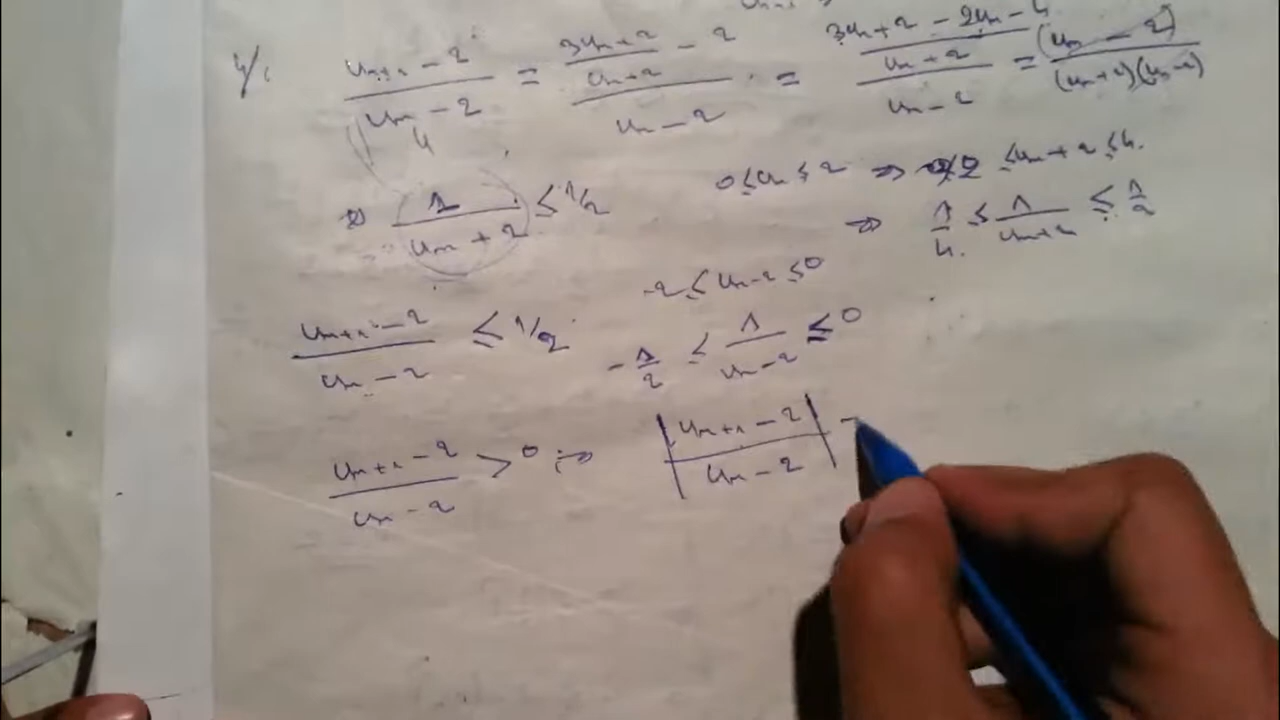 4/. (u_{n+1} - 2)/(u_n - 2) = ((3u_n + 2)/(u_n + 2) - 2)/(u_n - 2) = ((3u_n + 2 - 2u_n - 4)/(u_n + 2))/(u_n - 2) = (u_n - 2)/((u_n + 2)(u_n - 2))
0 ≤ u_n ≤ 2 ⇒ 2 ≤ u_n + 2 ≤ 4.
1/(u_n + 2) ≤ 1/2
⇒ 1/4 ≤ 1/(u_n + 2) ≤ 1/2
-2 ≤ u_n - 2 ≤ 0
(u_{n+1} - 2)/(u_n - 2) ≤ 1/2
-1/2 ≤ 1/(u_n - 2) ≤ 0
(u_{n+1} - 2)/(u_n - 2) > 0 ⇒ |(u_{n+1} - 2)/(u_n - 2)|